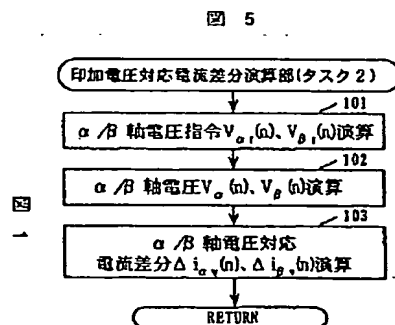 図 5
印加電圧対応電流差分演算部(タスク2)
101
α/β 軸電圧指令Vα1(n)、Vβ1(n)演算
102
α/β 軸電圧Vα(n)、Vβ(n)演算
103
α/β 軸電圧対応
電流差分Δiαv(n)、Δiβv(n)演算
RETURN
図